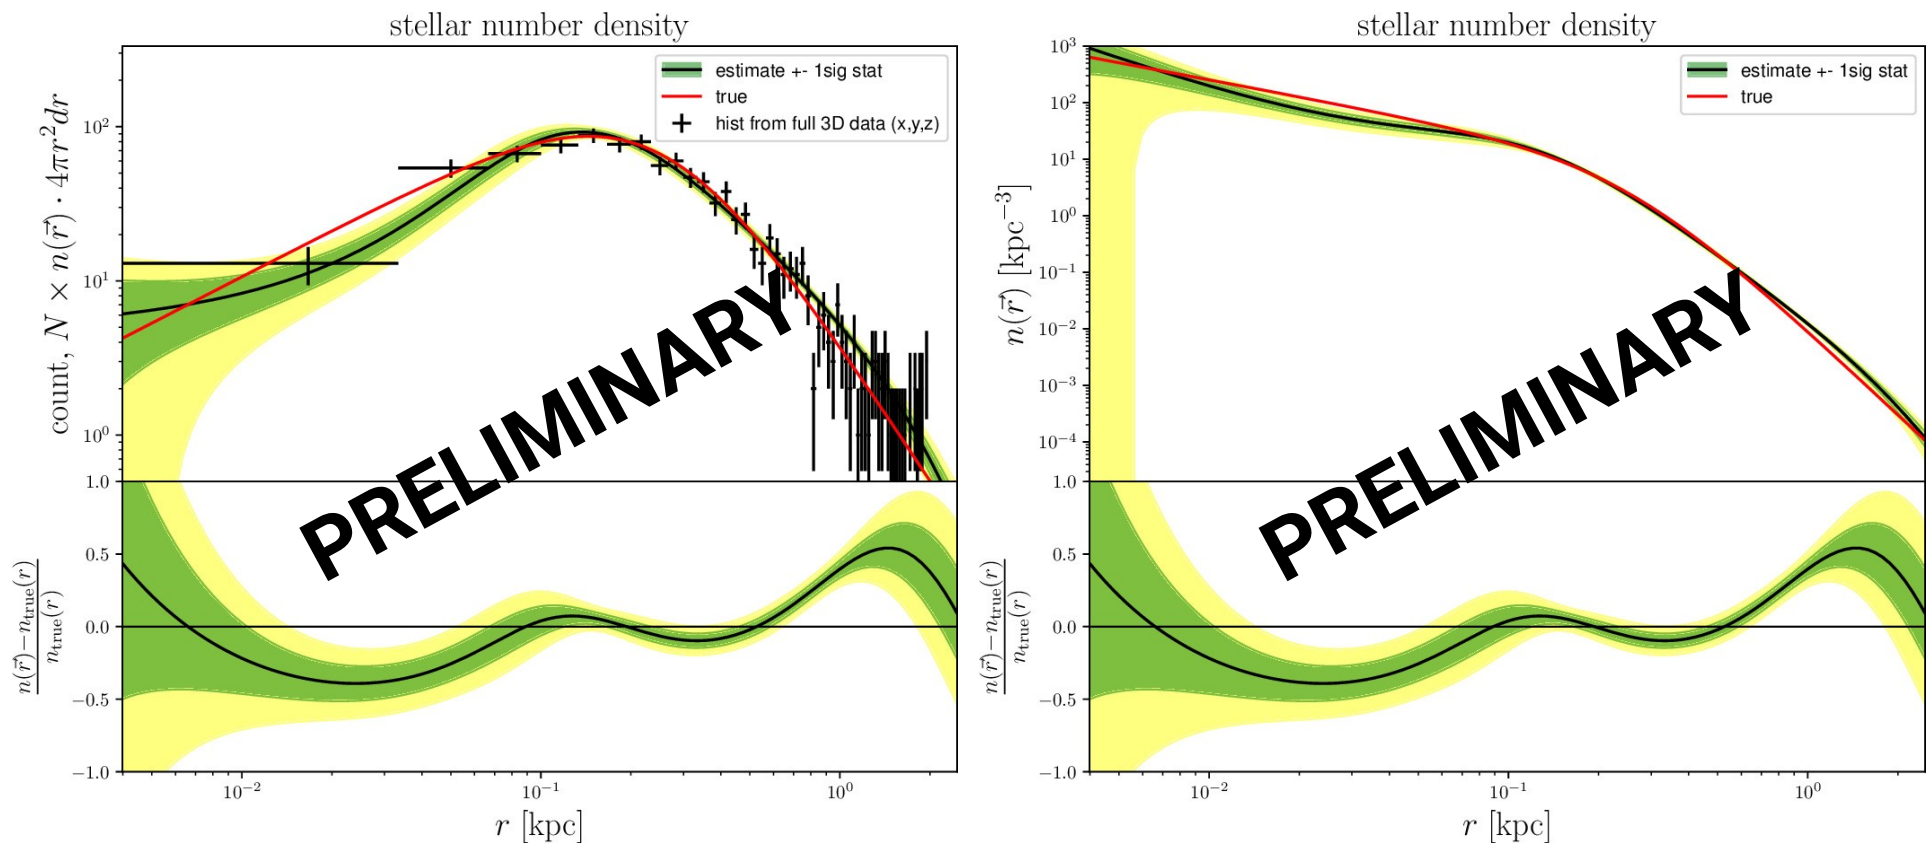 stellar number density
estimate +- 1sig stat
true
hist from full 3D data (x,y,z)
count, N × n(r⃗) · 4πr²dr
10²
10¹
10⁰
PRELIMINARY
1.0
0.5
0.0
−0.5
−1.0
n(r⃗)−n_true(r)
n_true(r)
10⁻²
10⁻¹
10⁰
r [kpc]
stellar number density
estimate +- 1sig stat
true
n(r⃗) [kpc⁻³]
10³
10²
10¹
10⁰
10⁻¹
10⁻²
10⁻³
10⁻⁴
PRELIMINARY
1.0
0.5
0.0
−0.5
−1.0
n(r⃗)−n_true(r)
n_true(r)
10⁻²
10⁻¹
10⁰
r [kpc]